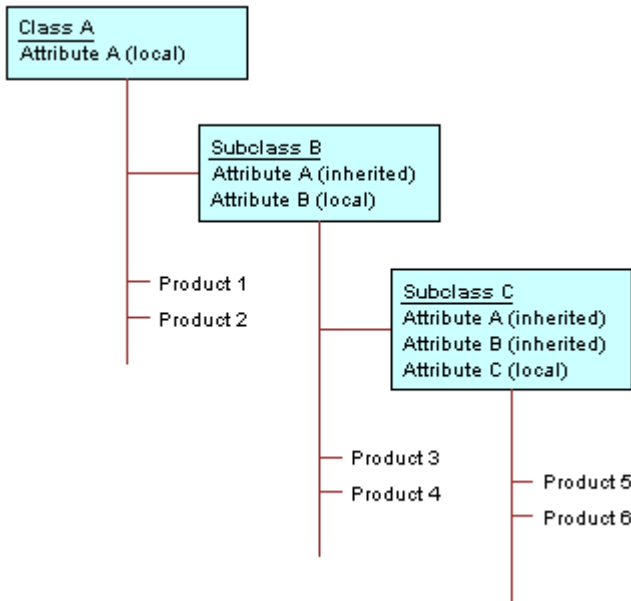 Class A
Attribute A (local)
Subclass B
Attribute A (inherited)
Attribute B (local)
Product 1
Product 2
Subclass C
Attribute A (inherited)
Attribute B (inherited)
Attribute C (local)
Product 3
Product 4
Product 5
Product 6